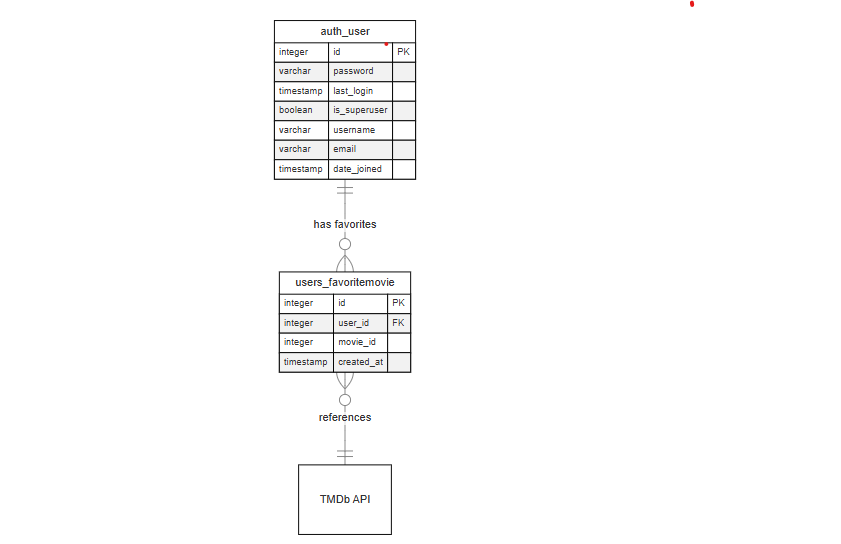 auth_user
integer id PK
varchar password
timestamp last_login
boolean is_superuser
varchar username
varchar email
timestamp date_joined
has favorites
users_favoritemovie
integer id PK
integer user_id FK
integer movie_id
timestamp created_at
references
TMDb API